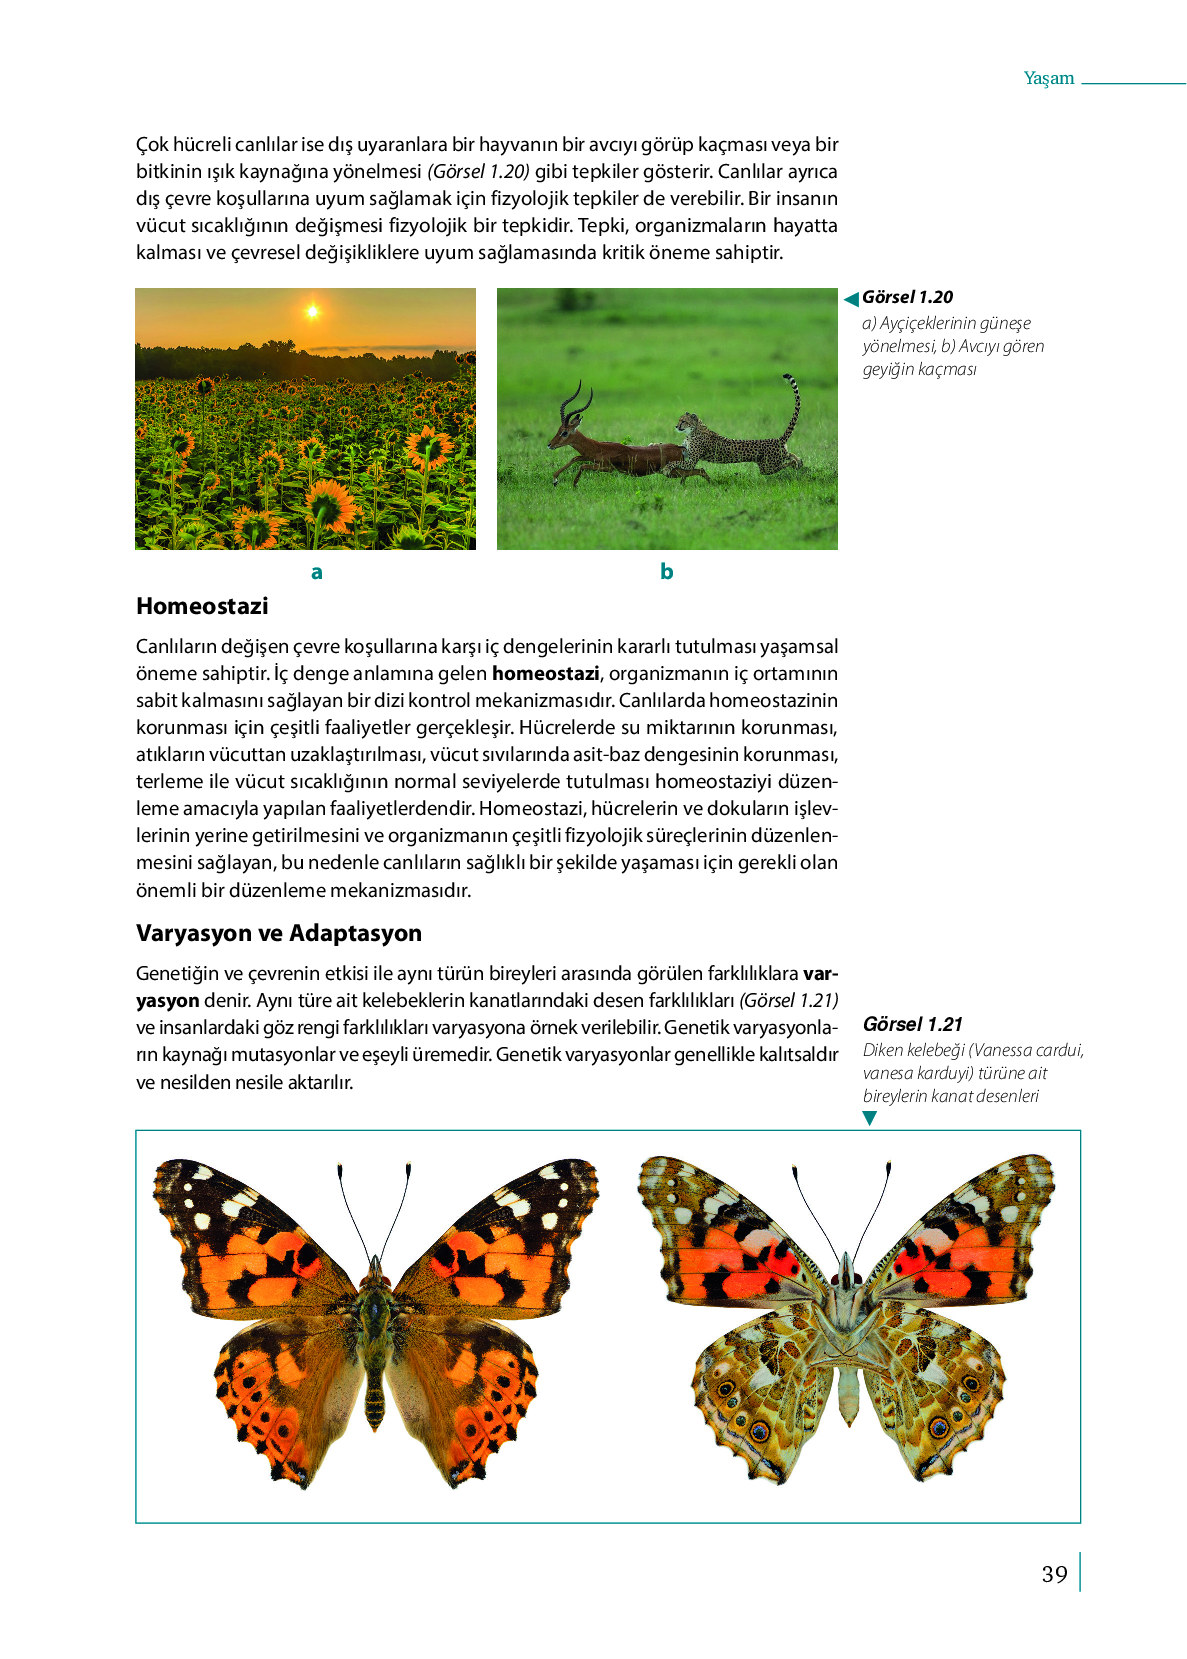 Yaşam
Çok hücreli canlılar ise dış uyaranlara bir hayvanın bir avcıyı görüp kaçması veya bir
bitkinin ışık kaynağına yönelmesi (Görsel 1.20) gibi tepkiler gösterir. Canlılar ayrıca
dış çevre koşullarına uyum sağlamak için fizyolojik tepkiler de verebilir. Bir insanın
vücut sıcaklığının değişmesi fizyolojik bir tepkidir. Tepki, organizmaların hayatta
kalması ve çevresel değişikliklere uyum sağlamasında kritik öneme sahiptir.
Görsel 1.20
a) Ayçiçeklerinin güneşe
yönelmesi, b) Avcıyı gören
geyiğin kaçması
a
b
Homeostazi
Canlıların değişen çevre koşullarına karşı iç dengelerinin kararlı tutulması yaşamsal
öneme sahiptir. İç denge anlamına gelen homeostazi, organizmanın iç ortamının
sabit kalmasını sağlayan bir dizi kontrol mekanizmasıdır. Canlılarda homeostazinin
korunması için çeşitli faaliyetler gerçekleşir. Hücrelerde su miktarının korunması,
atıkların vücuttan uzaklaştırılması, vücut sıvılarında asit-baz dengesinin korunması,
terleme ile vücut sıcaklığının normal seviyelerde tutulması homeostaziyi düzen-
leme amacıyla yapılan faaliyetlerdendir. Homeostazi, hücrelerin ve dokuların işlev-
lerinin yerine getirilmesini ve organizmanın çeşitli fizyolojik süreçlerinin düzenlen-
mesini sağlayan, bu nedenle canlıların sağlıklı bir şekilde yaşaması için gerekli olan
önemli bir düzenleme mekanizmasıdır.
Varyasyon ve Adaptasyon
Genetiğin ve çevrenin etkisi ile aynı türün bireyleri arasında görülen farklılıklara var-
yasyon denir. Aynı türe ait kelebeklerin kanatlarındaki desen farklılıkları (Görsel 1.21)
ve insanlardaki göz rengi farklılıkları varyasyona örnek verilebilir. Genetik varyasyonla-
rın kaynağı mutasyonlar ve eşeyli üremedir. Genetik varyasyonlar genellikle kalıtsaldır
ve nesilden nesile aktarılır.
Görsel 1.21
Diken kelebeği (Vanessa cardui,
vanesa karduyi) türüne ait
bireylerin kanat desenleri
39